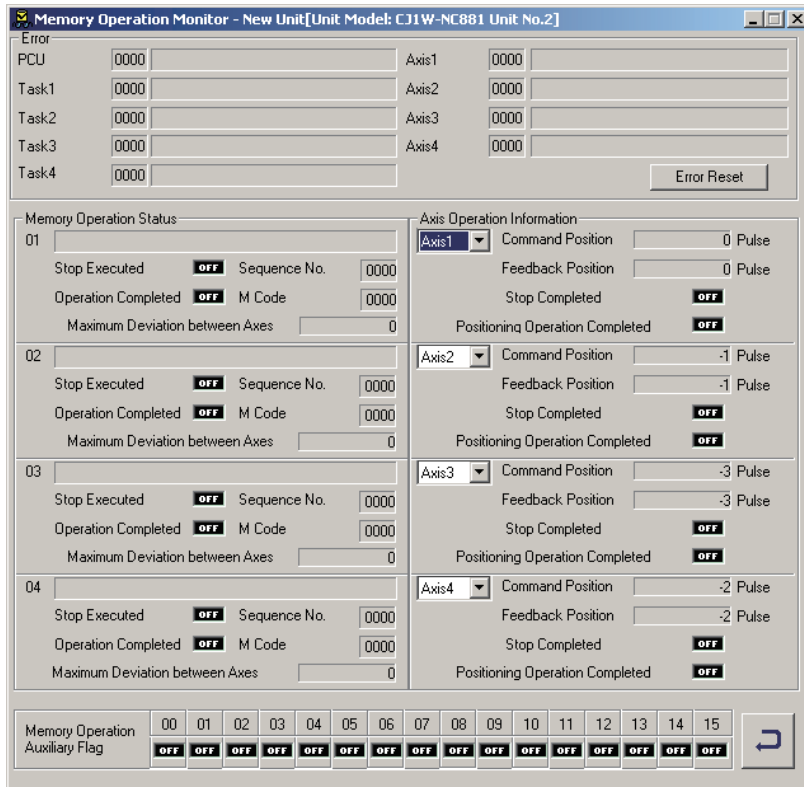 Memory Operation Monitor - New Unit[Unit Model: CJ1W-NC881 Unit No.2]
Error
PCU 0000 Axis1 0000
Task1 0000 Axis2 0000
Task2 0000 Axis3 0000
Task3 0000 Axis4 0000
Task4 0000 Error Reset
Memory Operation Status Axis Operation Information
01 Axis1 Command Position 0 Pulse
Stop Executed OFF Sequence No. 0000 Feedback Position 0 Pulse
Operation Completed OFF M Code 0000 Stop Completed OFF
Maximum Deviation between Axes 0 Positioning Operation Completed OFF
02 Axis2 Command Position -1 Pulse
Stop Executed OFF Sequence No. 0000 Feedback Position -1 Pulse
Operation Completed OFF M Code 0000 Stop Completed OFF
Maximum Deviation between Axes 0 Positioning Operation Completed OFF
03 Axis3 Command Position -3 Pulse
Stop Executed OFF Sequence No. 0000 Feedback Position -3 Pulse
Operation Completed OFF M Code 0000 Stop Completed OFF
Maximum Deviation between Axes 0 Positioning Operation Completed OFF
04 Axis4 Command Position -2 Pulse
Stop Executed OFF Sequence No. 0000 Feedback Position -2 Pulse
Operation Completed OFF M Code 0000 Stop Completed OFF
Maximum Deviation between Axes 0 Positioning Operation Completed OFF
Memory Operation Auxiliary Flag
00 01 02 03 04 05 06 07 08 09 10 11 12 13 14 15
OFF OFF OFF OFF OFF OFF OFF OFF OFF OFF OFF OFF OFF OFF OFF OFF